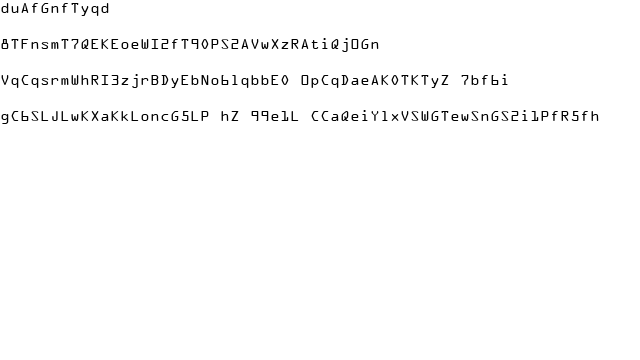 duAfGnfTyqd
8TFnsmT7QEKEoeWI2fT90PS2AVwXzRAtiQjOGn
VqCqsrmWhRI3zjrBDyEbNo6lqbbE0 OpCqDaeAK0TKTyZ 7bf6i
gC6SLJLwKXaKkLoncG5LP hZ 99e1L CCaQeiYlxVSWGTewSnGS2i1PfR5fh